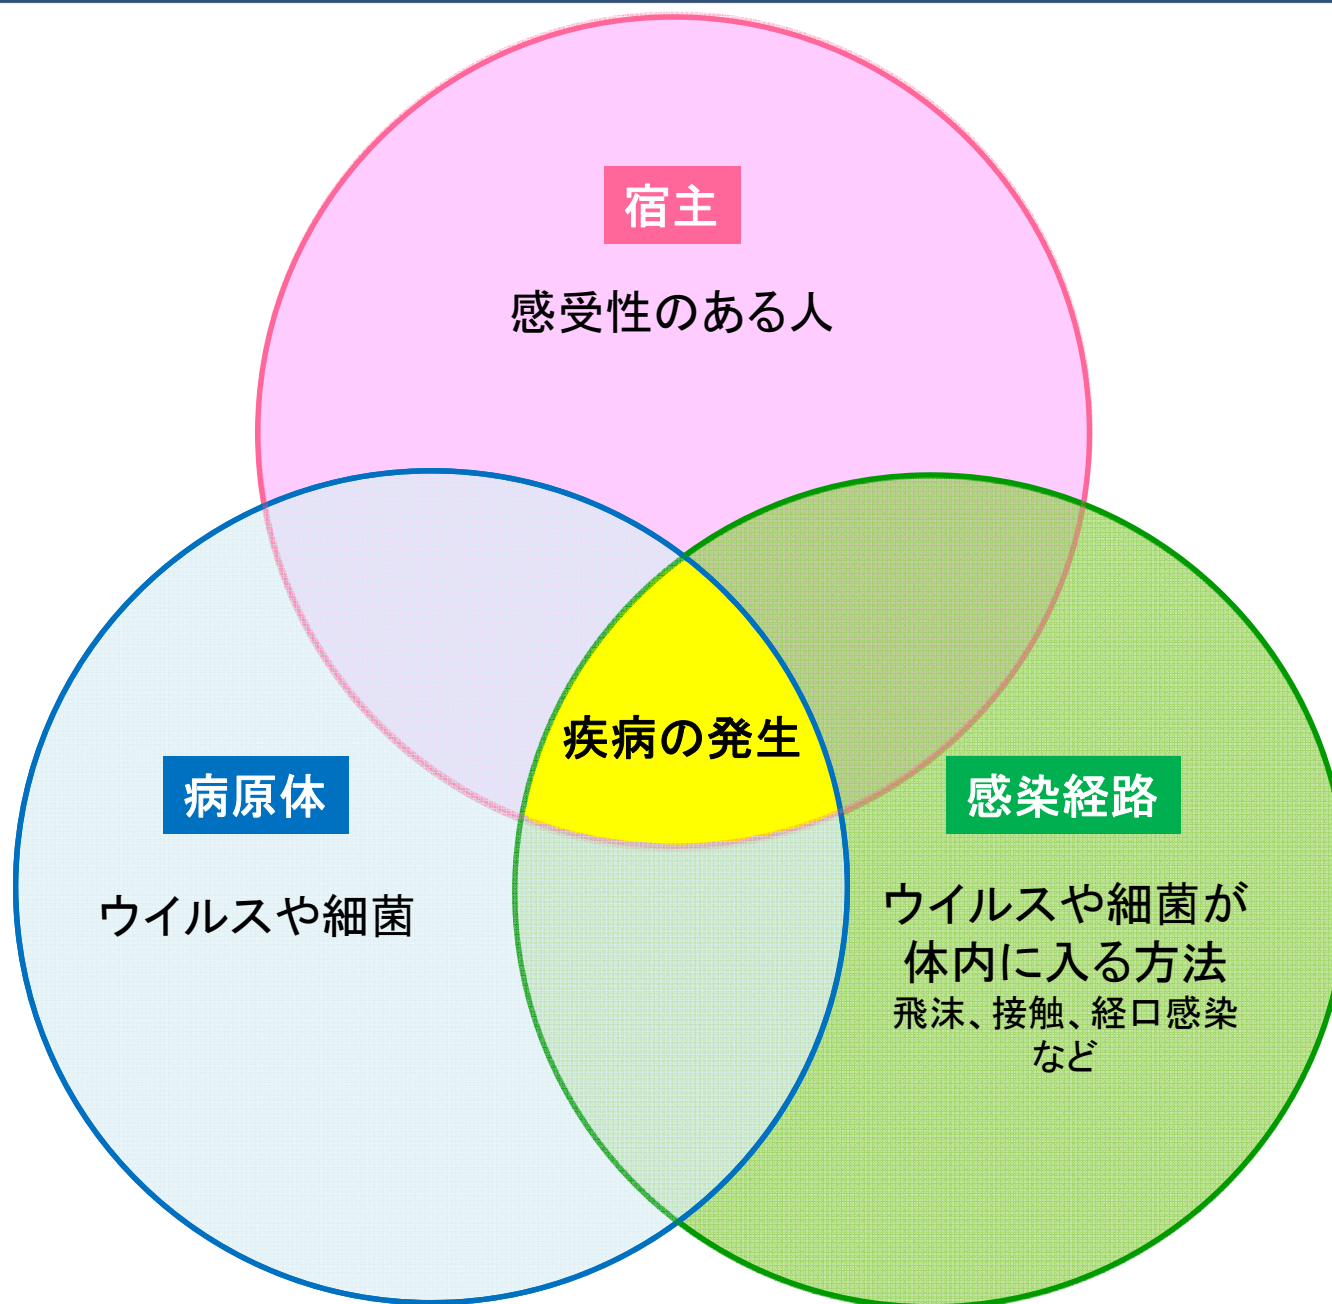 宿主
感受性のある人
疾病の発生
病原体
ウイルスや細菌
感染経路
ウイルスや細菌が
体内に入る方法
飛沫、接触、経口感染
など